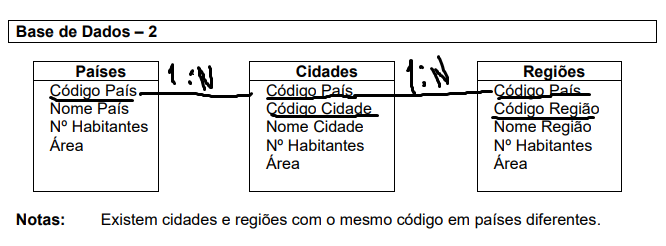 Base de Dados – 2
Países
Código País
Nome País
Nº Habitantes
Área
1:N
Cidades
Código País
Código Cidade
Nome Cidade
Nº Habitantes
Área
1:N
Regiões
Código País
Código Região
Nome Região
Nº Habitantes
Área
Notas: Existem cidades e regiões com o mesmo código em países diferentes.